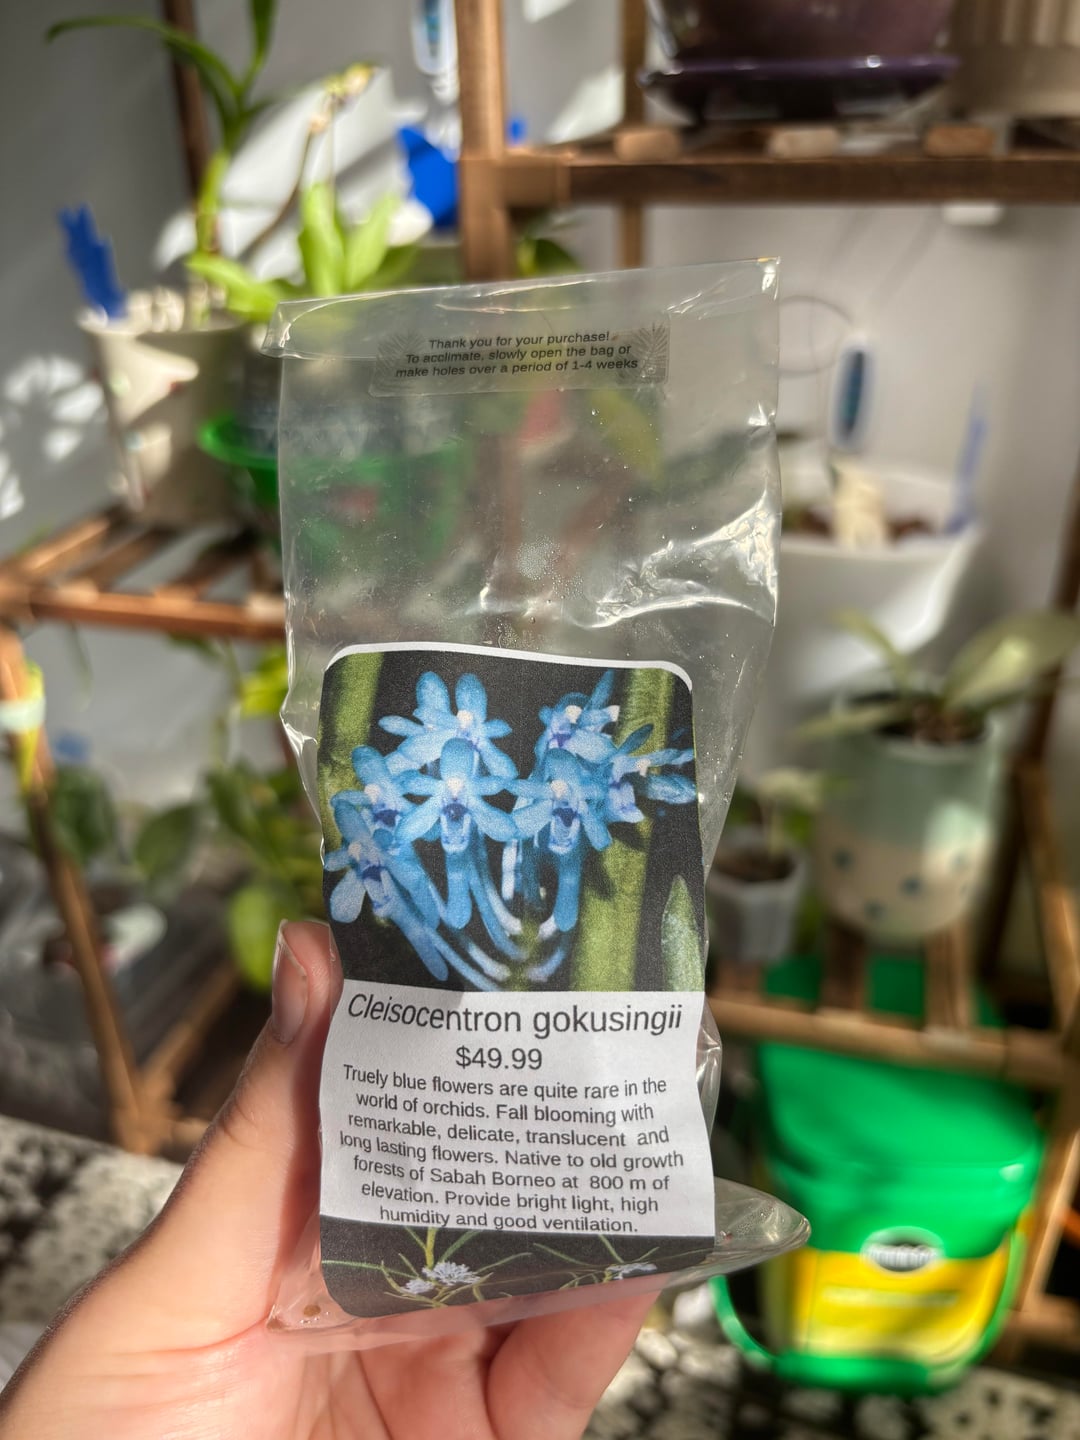 Thank you for your purchase!
To acclimate, slowly open the bag or
make holes over a period of 1-4 weeks
Cleisocentron gokusingii
$49.99
Truely blue flowers are quite rare in the
world of orchids. Fall blooming with
remarkable, delicate, translucent and
long lasting flowers. Native to old growth
forests of Sabah Borneo at 800 m of
elevation. Provide bright light, high
humidity and good ventilation.